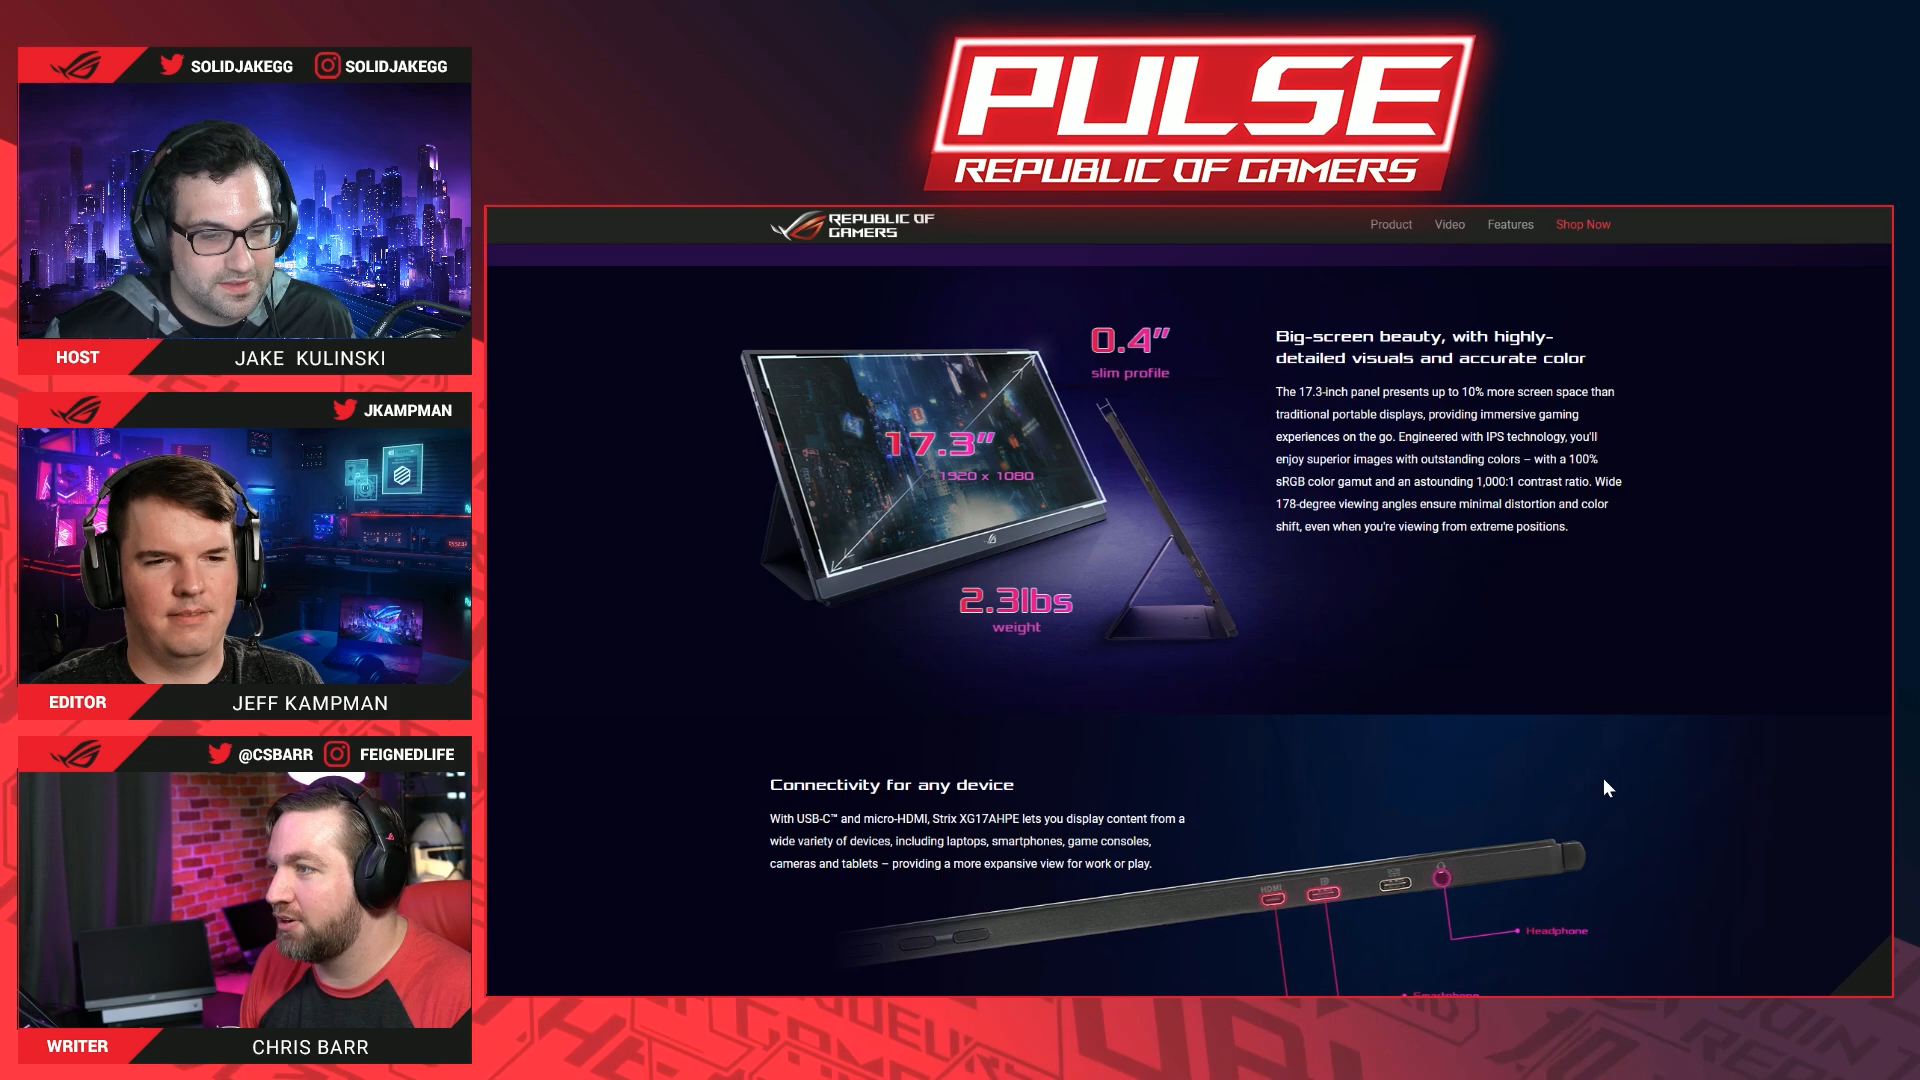 SOLIDJAKEGG SOLIDJAKEGG
HOST JAKE KULINSKI
JKAMPMAN
EDITOR JEFF KAMPMAN
@CSBARR FEIGNEDLIFE
WRITER CHRIS BARR
PULSE
REPUBLIC OF GAMERS
REPUBLIC OF
GAMERS
Product Video Features Shop Now
0.4"
slim profile
17.3"
1920 x 1080
2.3lbs
weight
Big-screen beauty, with highly-
detailed visuals and accurate color
The 17.3-inch panel presents up to 10% more screen space than
traditional portable displays, providing immersive gaming
experiences on the go. Engineered with IPS technology, you'll
enjoy superior images with outstanding colors – with a 100%
sRGB color gamut and an astounding 1,000:1 contrast ratio. Wide
178-degree viewing angles ensure minimal distortion and color
shift, even when you're viewing from extreme positions.
Connectivity for any device
With USB-C™ and micro-HDMI, Strix XG17AHPE lets you display content from a
wide variety of devices, including laptops, smartphones, game consoles,
cameras and tablets – providing a more expansive view for work or play.
HDMI
Headphone
Smartphone